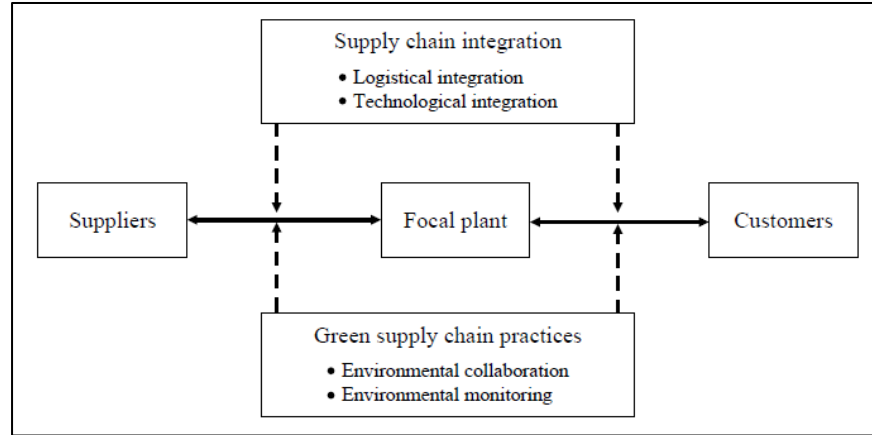 Supply chain integration
• Logistical integration
• Technological integration
Suppliers
Focal plant
Customers
Green supply chain practices
• Environmental collaboration
• Environmental monitoring